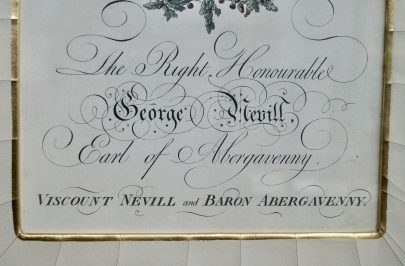 The Right Honourable
George Nevill,
Earl of Abergavenny.
VISCOUNT NEVILL and BARON ABERGAVENNY.